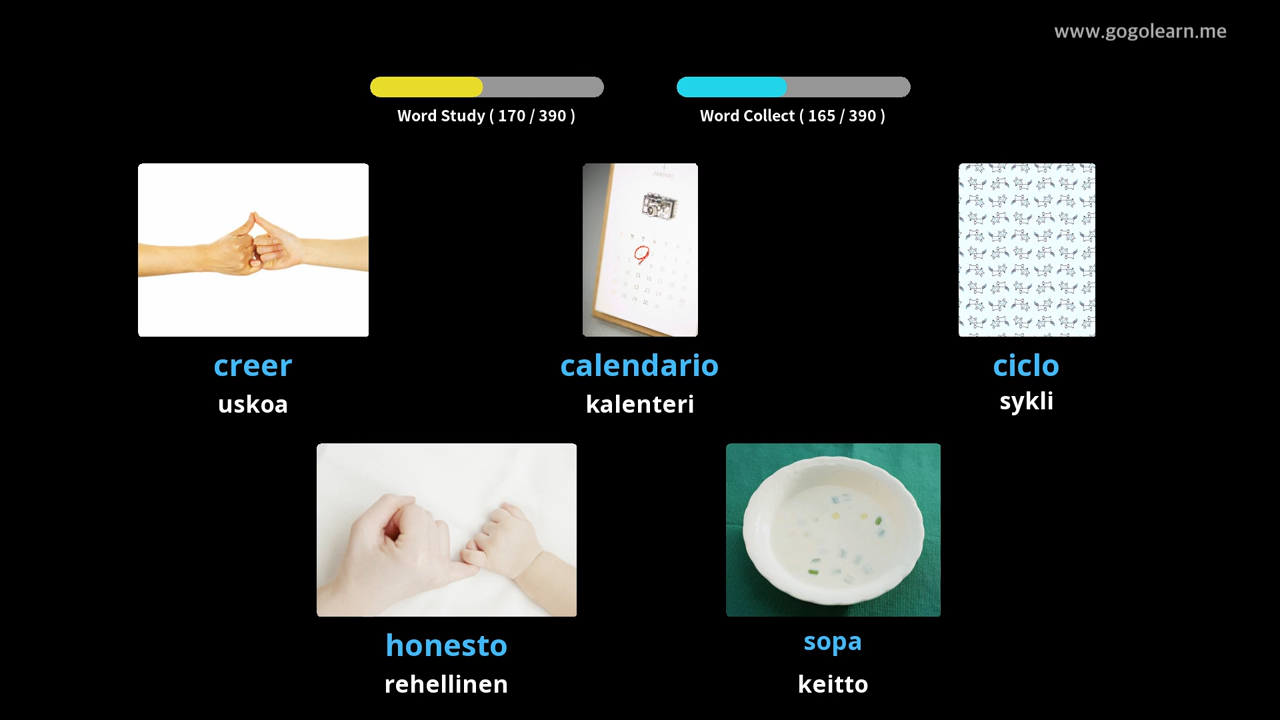 www.gogolearn.me
Word Study ( 170 / 390 )
Word Collect ( 165 / 390 )
creer
uskoa
calendario
kalenteri
ciclo
sykli
honesto
rehellinen
sopa
keitto